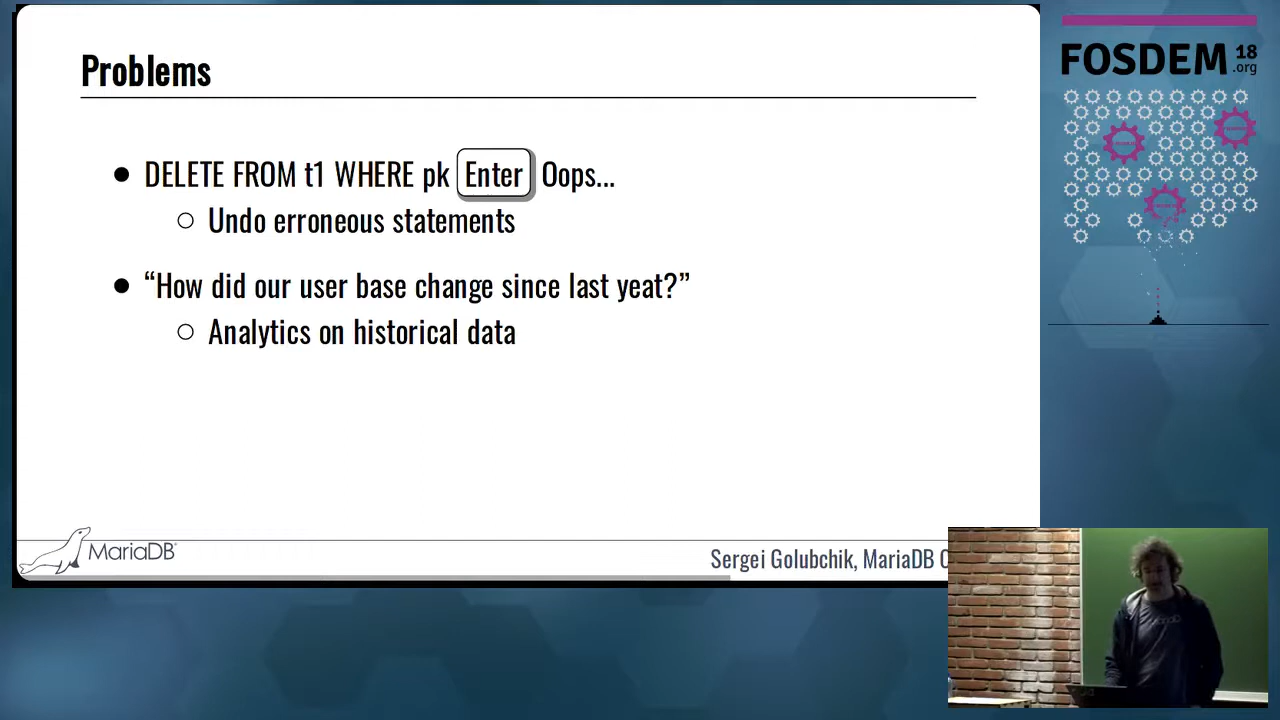 Problems
● DELETE FROM t1 WHERE pk Enter Oops...
○ Undo erroneous statements
● “How did our user base change since last yeat?”
○ Analytics on historical data
MariaDB
Sergei Golubchik, MariaDB
FOSDEM 18
.org